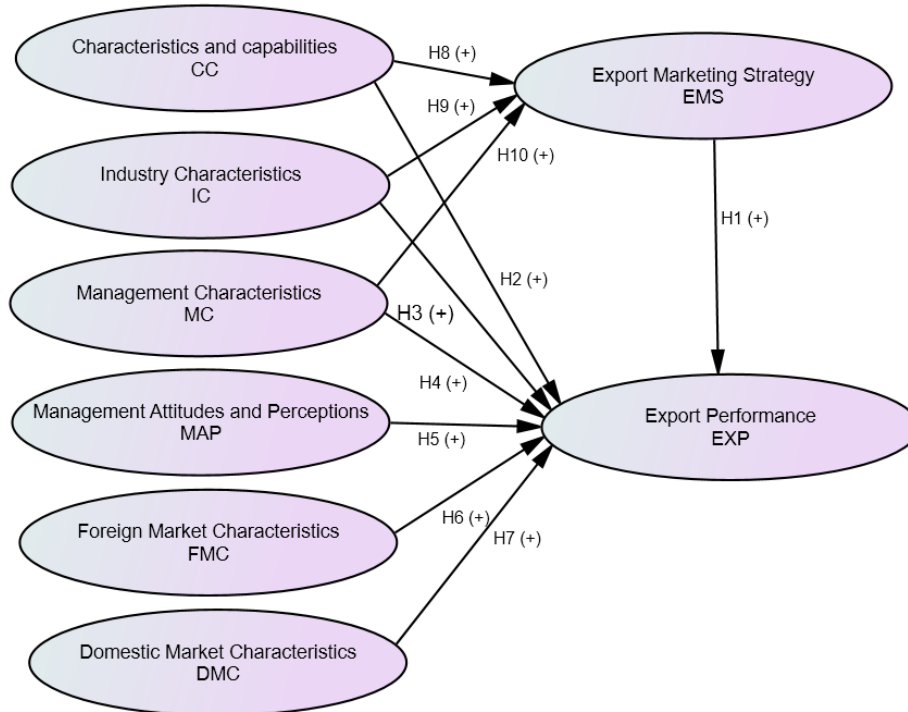 Characteristics and capabilities
CC
H8 (+)
Export Marketing Strategy
EMS
H9 (+)
H10 (+)
Industry Characteristics
IC
H1 (+)
H2 (+)
Management Characteristics
MC
H3 (+)
H4 (+)
Management Attitudes and Perceptions
MAP
H5 (+)
Export Performance
EXP
Foreign Market Characteristics
FMC
H6 (+)
H7 (+)
Domestic Market Characteristics
DMC